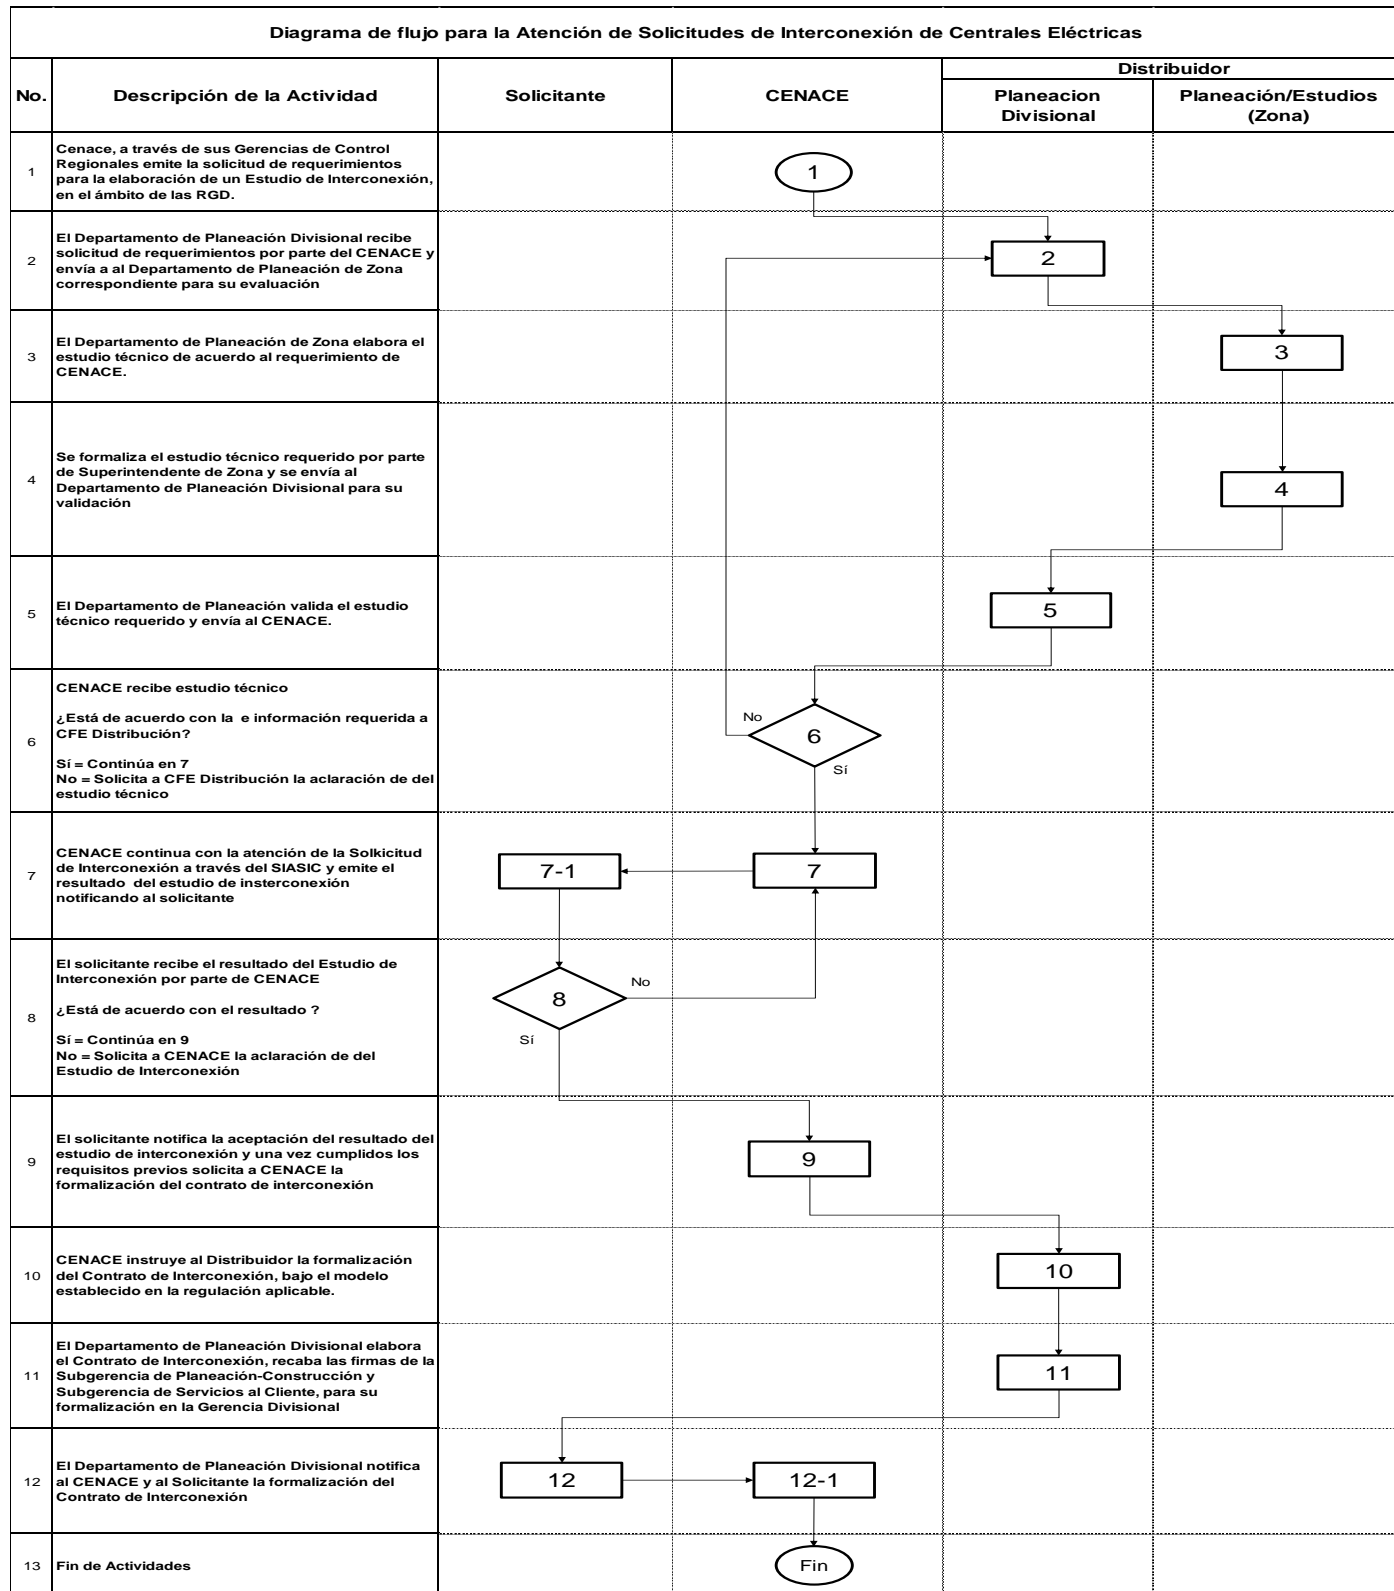 Diagrama de flujo para la Atención de Solicitudes de Interconexión de Centrales Eléctricas
No.
Descripción de la Actividad
Solicitante
CENACE
Distribuidor
Planeacion
Divisional
Planeación/Estudios
(Zona)
1
Cenace, a través de sus Gerencias de Control
Regionales emite la solicitud de requerimientos
para la elaboración de un Estudio de Interconexión,
en el ámbito de las RGD.
1
2
El Departamento de Planeación Divisional recibe
solicitud de requerimientos por parte del CENACE y
envía a al Departamento de Planeación de Zona
correspondiente para su evaluación
2
3
El Departamento de Planeación de Zona elabora el
estudio técnico de acuerdo al requerimiento de
CENACE.
3
4
Se formaliza el estudio técnico requerido por parte
de Superintendente de Zona y se envía al
Departamento de Planeación Divisional para su
validación
4
5
El Departamento de Planeación valida el estudio
técnico requerido y envía al CENACE.
5
6
CENACE recibe estudio técnico
¿Está de acuerdo con la  e información requerida a
CFE Distribución?
Sí = Continúa en 7
No = Solicita a CFE Distribución la aclaración de del
estudio técnico
No
6
Sí
7
CENACE continua con la atención de la Solkicitud
de Interconexión a través del SIASIC y emite el
resultado  del estudio de insterconexión
notificando al solicitante
7-1
7
8
El solicitante recibe el resultado del Estudio de
Interconexión por parte de CENACE
¿Está de acuerdo con el resultado ?
Sí = Continúa en 9
No = Solicita a CENACE la aclaración de del
Estudio de Interconexión
8
No
Sí
9
El solicitante notifica la aceptación del resultado del
estudio de interconexión y una vez cumplidos los
requisitos previos solicita a CENACE la
formalización del contrato de interconexión
9
10
CENACE instruye al Distribuidor la formalización
del Contrato de Interconexión, bajo el modelo
establecido en la regulación aplicable.
10
11
El Departamento de Planeación Divisional elabora
el Contrato de Interconexión, recaba las firmas de la
Subgerencia de Planeación-Construcción y
Subgerencia de Servicios al Cliente, para su
formalización en la Gerencia Divisional
11
12
El Departamento de Planeación Divisional notifica
al CENACE y al Solicitante la formalización del
Contrato de Interconexión
12
12-1
13
Fin de Actividades
Fin